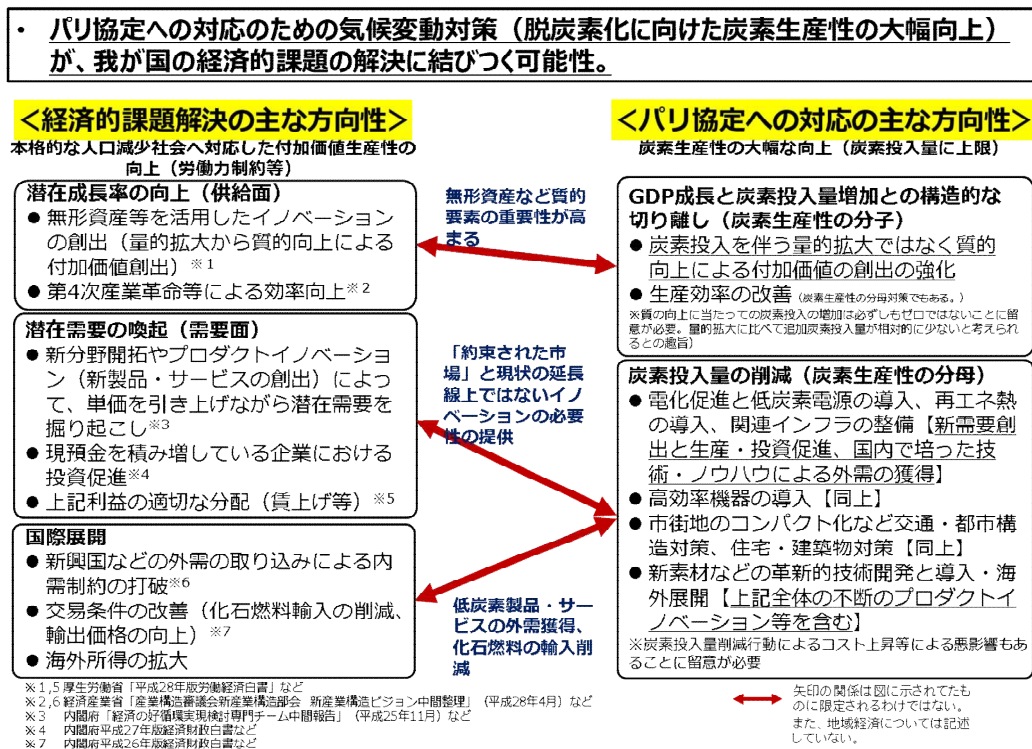 ・ パリ協定への対応のための気候変動対策（脱炭素化に向けた炭素生産性の大幅向上）
が、我が国の経済的課題の解決に結びつく可能性。
＜経済的課題解決の主な方向性＞
本格的な人口減少社会へ対応した付加価値生産性の
向上（労働力制約等）
潜在成長率の向上（供給面）
● 無形資産等を活用したイノベーション
の創出（量的拡大から質的向上による
付加価値創出）※1
● 第4次産業革命等による効率向上※2
潜在需要の喚起（需要面）
● 新分野開拓やプロダクトイノベーショ
ン（新製品・サービスの創出）によっ
て、単価を引き上げながら潜在需要を
掘り起こし※3
● 現預金を積み増している企業における
投資促進※4
● 上記利益の適切な分配（賃上げ等）※5
国際展開
● 新興国などの外需の取り込みによる内
需制約の打破※6
● 交易条件の改善（化石燃料輸入の削減、
輸出価格の向上）※7
● 海外所得の拡大
※1,5 厚生労働省「平成28年版労働経済白書」など
※2,6 経済産業省「産業構造審議会新産業構造部会　新産業構造ビジョン中間整理」（平成28年4月）など
※3　内閣府「経済の好循環実現検討専門チーム中間報告」（平成25年11月）など
※4　内閣府平成27年版経済財政白書など
※7　内閣府平成26年版経済財政白書など
無形資産など質的
要素の重要性が高
まる
「約束された市
場」と現状の延長
線上ではないイノ
ベーションの必要
性の提供
低炭素製品・サー
ビスの外需獲得、
化石燃料の輸入削
減
＜パリ協定への対応の主な方向性＞
炭素生産性の大幅な向上（炭素投入量に上限）
GDP成長と炭素投入量増加との構造的な
切り離し（炭素生産性の分子）
● 炭素投入を伴う量的拡大ではなく質的
向上による付加価値の創出の強化
● 生産効率の改善（炭素生産性の分母対策でもある。）
※質の向上に当たっての炭素投入の増加は必ずしもゼロではないことに留
意が必要。量的拡大に比べて追加炭素投入量が相対的に少ないと考えられ
るとの趣旨）
炭素投入量の削減（炭素生産性の分母）
● 電化促進と低炭素電源の導入、再エネ熱
の導入、関連インフラの整備【新需要創
出と生産・投資促進、国内で培った技
術・ノウハウによる外需の獲得】
● 高効率機器の導入【同上】
● 市街地のコンパクト化など交通・都市構
造対策、住宅・建築物対策【同上】
● 新素材などの革新的技術開発と導入・海
外展開【上記全体の不断のプロダクトイ
ノベーション等を含む】
※炭素投入量削減行動によるコスト上昇等による悪影響もあ
ることに留意が必要
矢印の関係は図に示されてたも
のに限定されるわけではない。
また、地域経済については記述
していない。